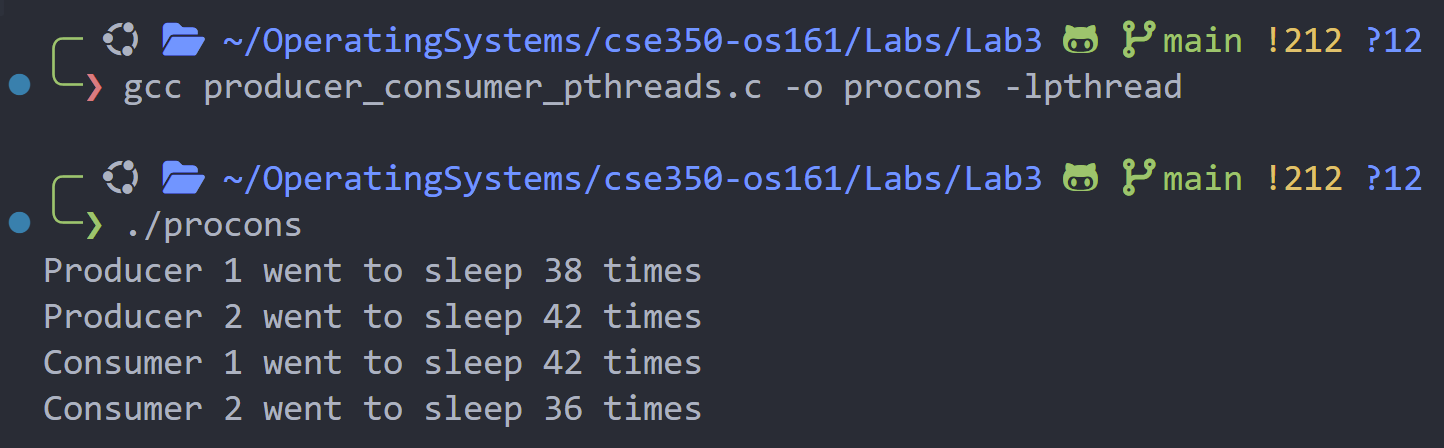 ~/OperatingSystems/cse350-os161/Labs/Lab3 main !212 ?12
❯ gcc producer_consumer_pthreads.c -o procons -lpthread
~/OperatingSystems/cse350-os161/Labs/Lab3 main !212 ?12
❯ ./procons
Producer 1 went to sleep 38 times
Producer 2 went to sleep 42 times
Consumer 1 went to sleep 42 times
Consumer 2 went to sleep 36 times